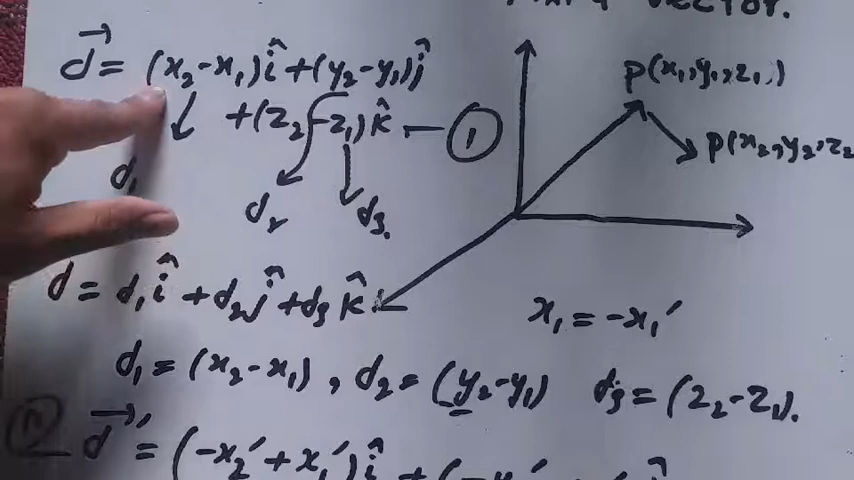 vector.
d⃗ = (x₂-x₁)î+(y₂-y₁)ĵ
+(z₂-z₁)k̂ — ①
d₁
d₂
d₃.
P(x₁,y₁,z₁)
P(x₂,y₂,z₂
d = d₁î + d₂ĵ + d₃k̂
x₁ = -x₁′
d₁ = (x₂-x₁), d₂ = (y₂-y₁) d₃ = (z₂-z₁).
d⃗′ = (-x₂′ + x₁′)î + (-y₂′